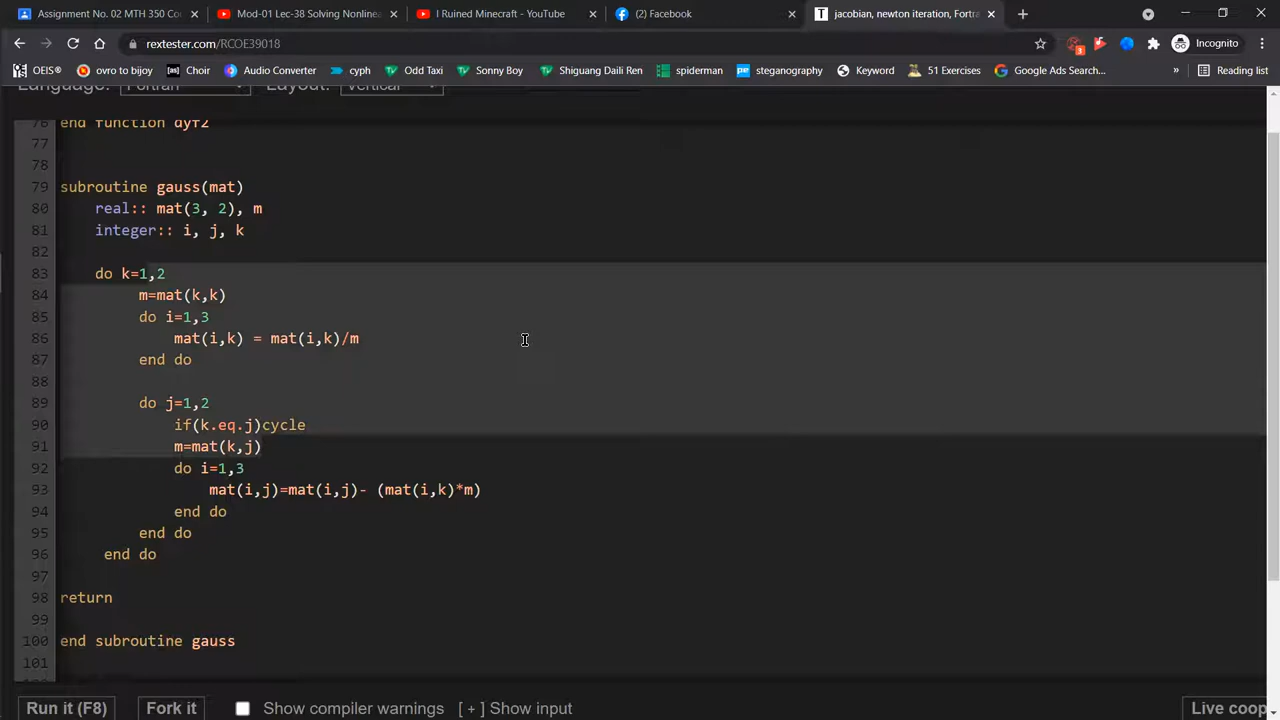 Assignment No. 02 MTH 350 Co
Mod-01 Lec-38 Solving Nonlinea
I Ruined Minecraft - YouTube
(2) Facebook
jacobian, newton iteration, Fortra
rextester.com/RCOE39018
3
Incognito
OEIS®
ovro to bijoy
Choir
Audio Converter
cyph
Odd Taxi
Sonny Boy
Shiguang Daili Ren
spiderman
steganography
Keyword
51 Exercises
Google Ads Search...
»
Reading list
Language: Fortran Layout: Vertical
76 end function dyf2
77
78
79 subroutine gauss(mat)
80 real:: mat(3, 2), m
81 integer:: i, j, k
82
83 do k=1,2
84 m=mat(k,k)
85 do i=1,3
86 mat(i,k) = mat(i,k)/m
87 end do
88
89 do j=1,2
90 if(k.eq.j)cycle
91 m=mat(k,j)
92 do i=1,3
93 mat(i,j)=mat(i,j)- (mat(i,k)*m)
94 end do
95 end do
96 end do
97
98 return
99
100 end subroutine gauss
101
Run it (F8)
Fork it
Show compiler warnings
[ + ] Show input
Live coop